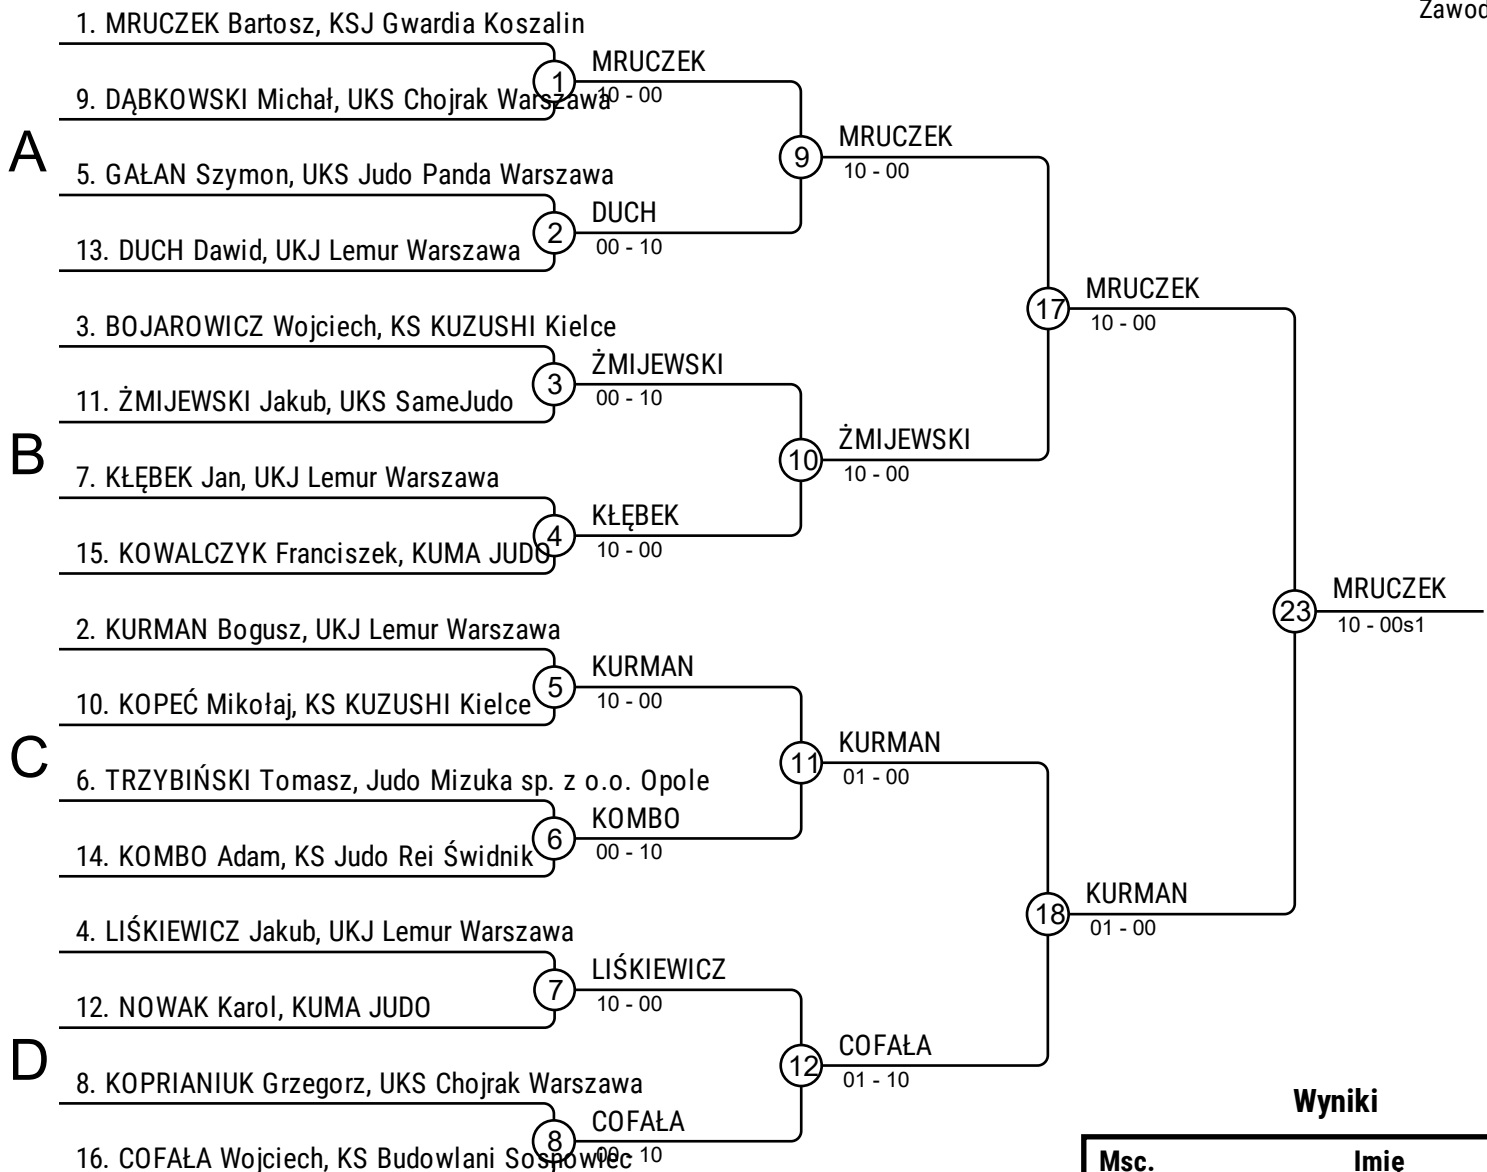 Zawod
1. MRUCZEK Bartosz, KSJ Gwardia Koszalin
1
MRUCZEK
10 - 00
9. DĄBKOWSKI Michał, UKS Chojrak Warszawa
A
9
MRUCZEK
10 - 00
5. GAŁAN Szymon, UKS Judo Panda Warszawa
2
DUCH
00 - 10
13. DUCH Dawid, UKJ Lemur Warszawa
17
MRUCZEK
10 - 00
3. BOJAROWICZ Wojciech, KS KUZUSHI Kielce
3
ŻMIJEWSKI
00 - 10
11. ŻMIJEWSKI Jakub, UKS SameJudo
B
10
ŻMIJEWSKI
10 - 00
7. KŁĘBEK Jan, UKJ Lemur Warszawa
4
KŁĘBEK
10 - 00
15. KOWALCZYK Franciszek, KUMA JUDO
23
MRUCZEK
10 - 00s1
2. KURMAN Bogusz, UKJ Lemur Warszawa
5
KURMAN
10 - 00
10. KOPEĆ Mikołaj, KS KUZUSHI Kielce
C
11
KURMAN
01 - 00
6. TRZYBIŃSKI Tomasz, Judo Mizuka sp. z o.o. Opole
6
KOMBO
00 - 10
14. KOMBO Adam, KS Judo Rei Świdnik
18
KURMAN
01 - 00
4. LIŚKIEWICZ Jakub, UKJ Lemur Warszawa
7
LIŚKIEWICZ
10 - 00
12. NOWAK Karol, KUMA JUDO
D
12
COFAŁA
01 - 10
8. KOPRIANIUK Grzegorz, UKS Chojrak Warszawa
8
COFAŁA
00 - 10
16. COFAŁA Wojciech, KS Budowlani Sosnowiec
Wyniki
Msc. Imię